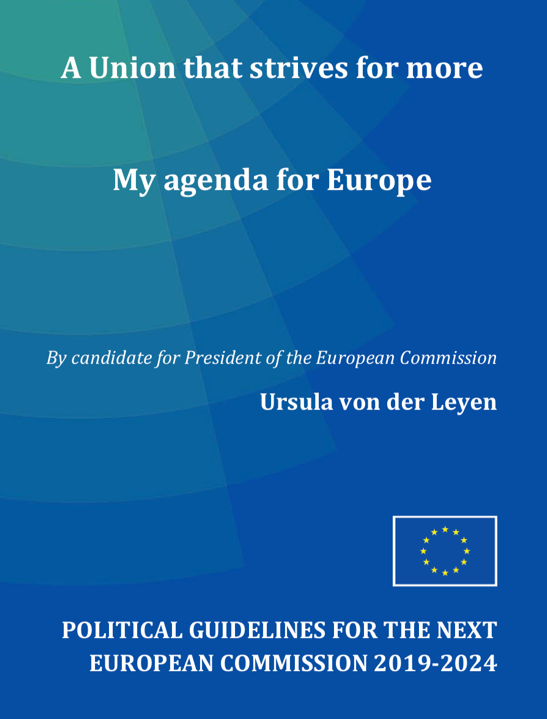 A Union that strives for more
My agenda for Europe
By candidate for President of the European Commission
Ursula von der Leyen
POLITICAL GUIDELINES FOR THE NEXT
EUROPEAN COMMISSION 2019-2024